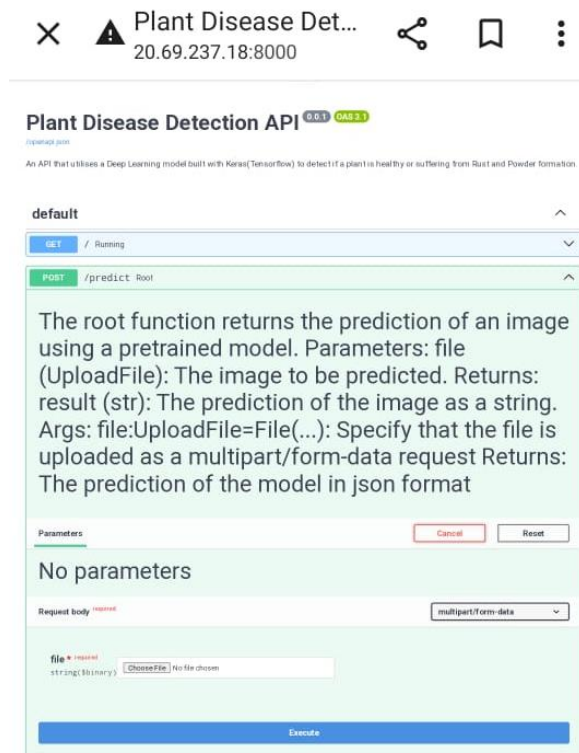 Plant Disease Det...
20.69.237.18:8000
Plant Disease Detection API 0.0.1 OAS 3.1
/openapi.json
An API that utilises a Deep Learning model built with Keras(Tensorflow) to detect if a plant is healthy or suffering from Rust and Powder formation
default
GET / Running
POST /predict Root
The root function returns the prediction of an image
using a pretrained model. Parameters: file
(UploadFile): The image to be predicted. Returns:
result (str): The prediction of the image as a string.
Args: file:UploadFile=File(...): Specify that the file is
uploaded as a multipart/form-data request Returns:
The prediction of the model in json format
Parameters Cancel Reset
No parameters
Request body required multipart/form-data
file * required
string($binary) Choose File No file chosen
Execute